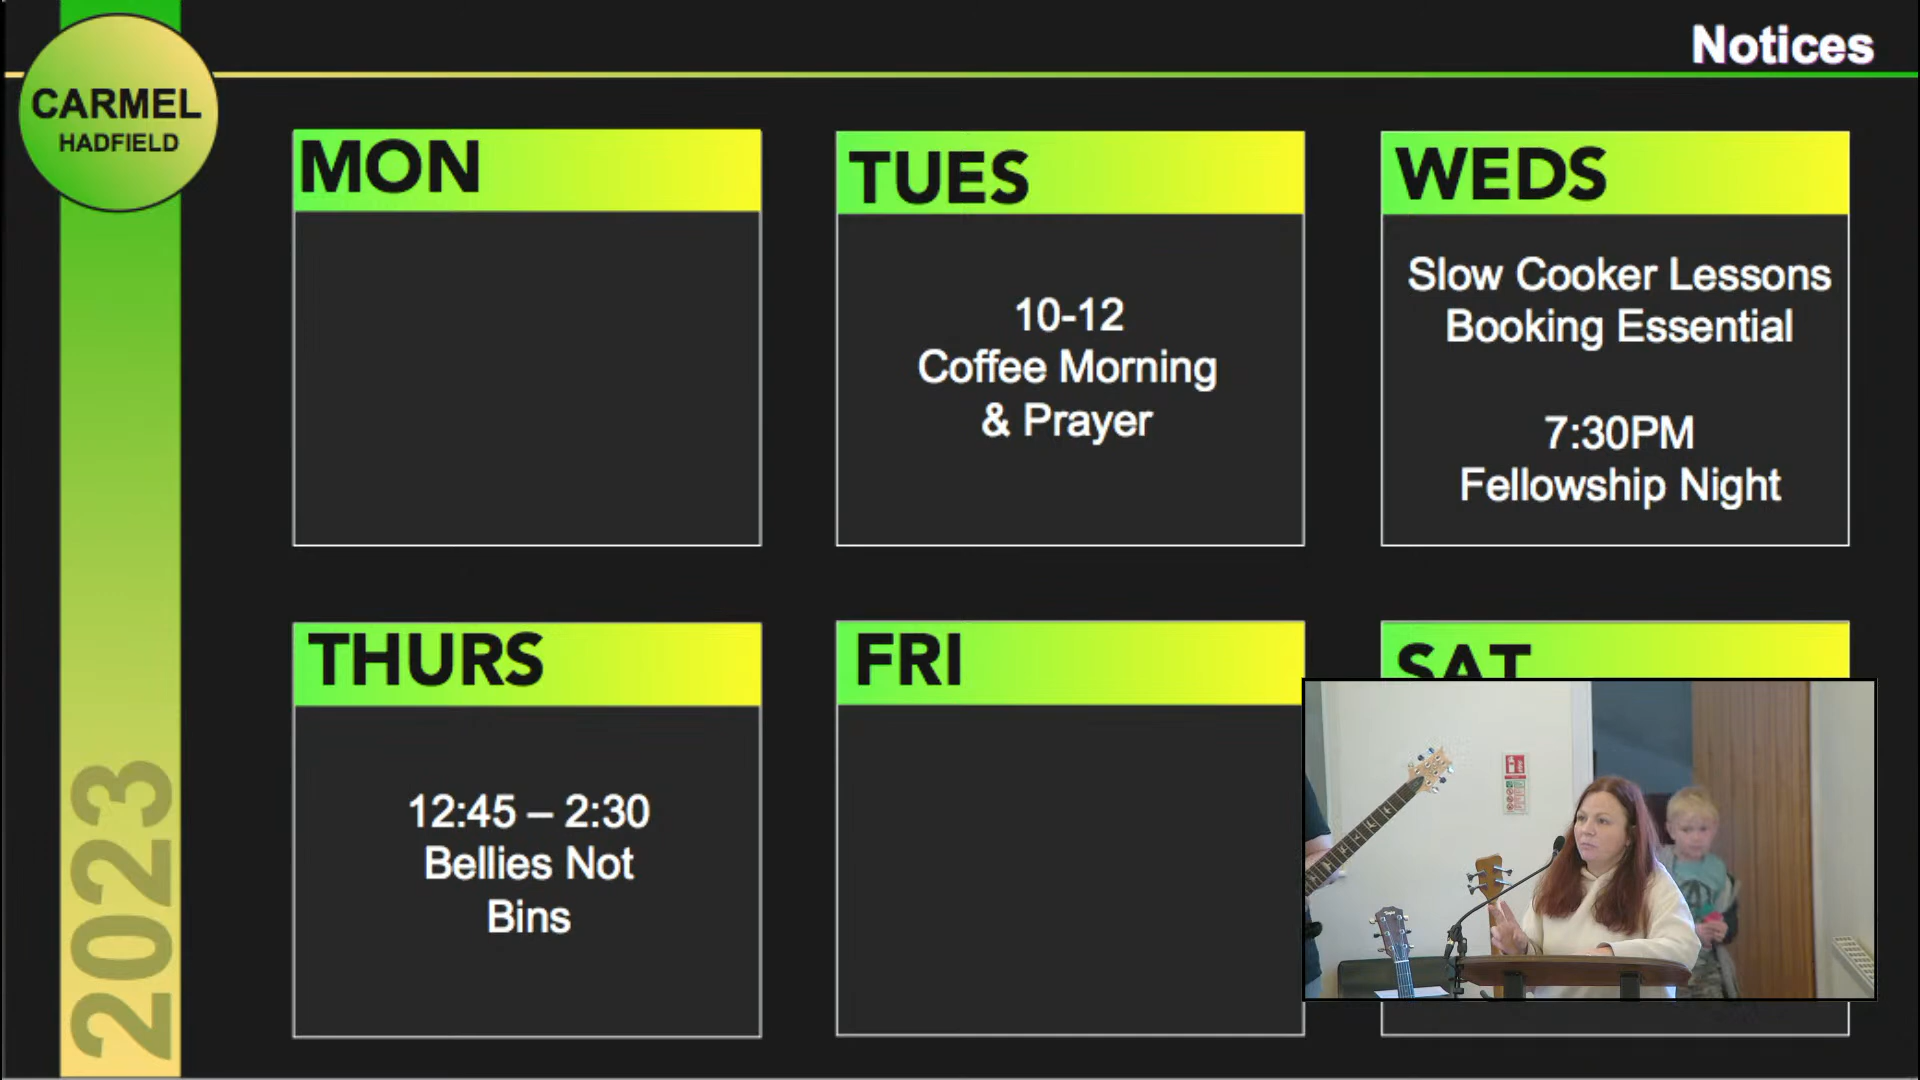 Notices
CARMEL
HADFIELD
MON
TUES
10-12
Coffee Morning
& Prayer
WEDS
Slow Cooker Lessons
Booking Essential
7:30PM
Fellowship Night
THURS
12:45 – 2:30
Bellies Not
Bins
FRI
SAT
2023